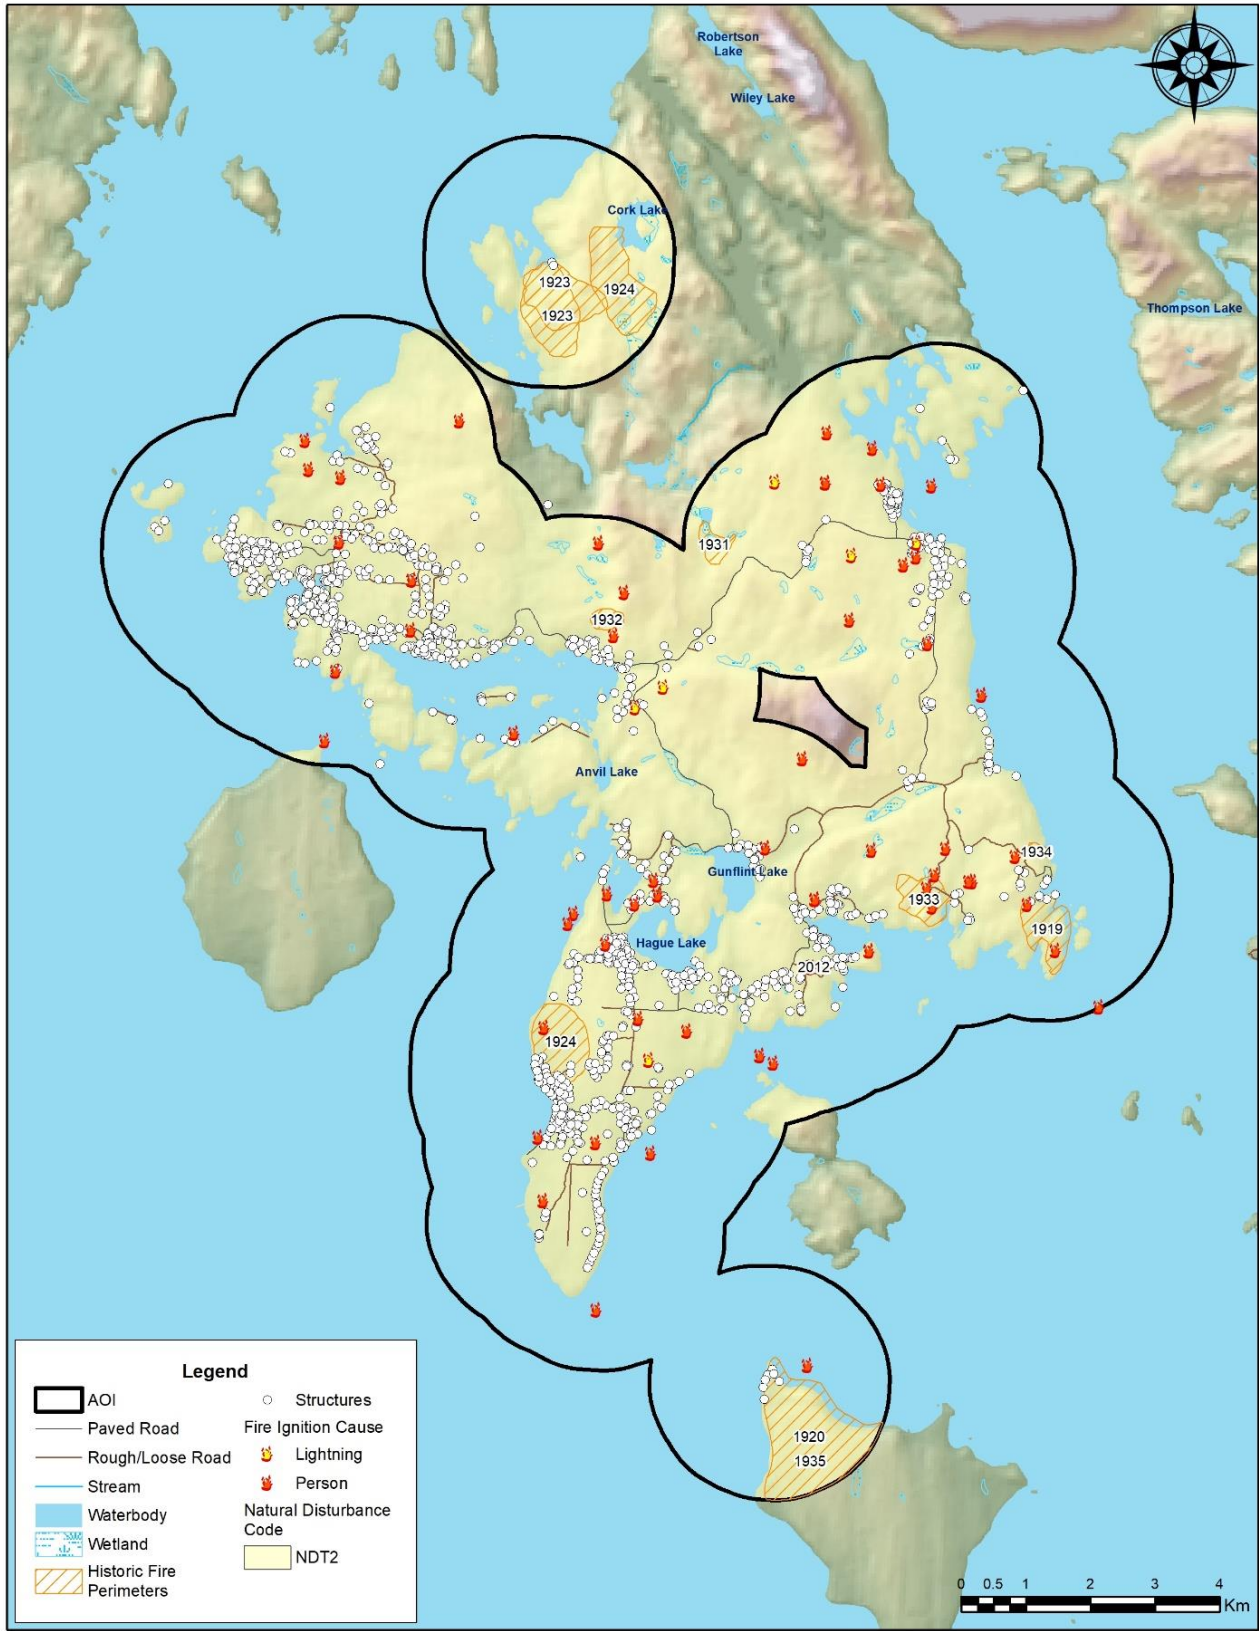 Robertson
Lake
Wiley Lake
Cork Lake
1923
1924
1923
Thompson Lake
1931
1932
Anvil Lake
Gunflint Lake
1934
1933
1919
Hague Lake
2012
1924
1920
1935
Legend
AOI
Paved Road
Rough/Loose Road
Stream
Waterbody
Wetland
Historic Fire
Perimeters
Structures
Fire Ignition Cause
Lightning
Person
Natural Disturbance
Code
NDT2
0 0.5 1 2 3 4
Km